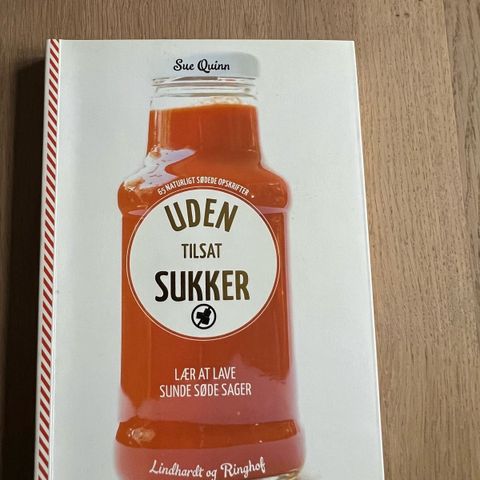 Sue Quinn
65 NATURLIGT SØDEDE OPSKRIFTER
UDEN
TILSAT
SUKKER
LÆR AT LAVE
SUNDE SØDE SAGER
Lindhardt og Ringhof